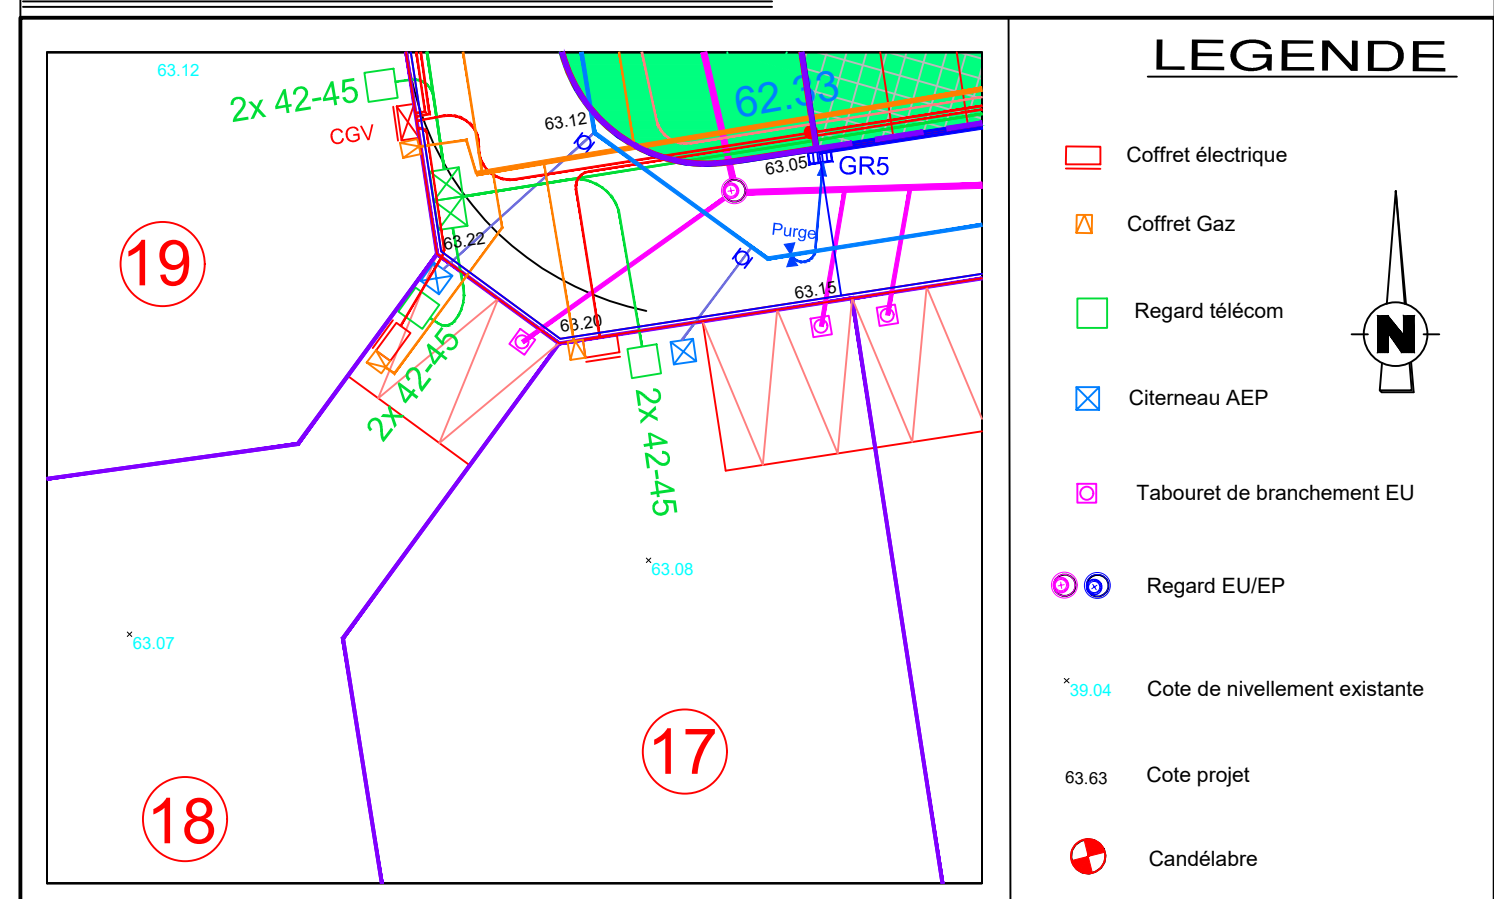 LEGENDE
63.12
2x 42-45
CGV
63.12
62.33
63.05
GR5
Purge
63.22
63.15
63.20
19
2x 42-45
2x 42-45
63.08
63.07
17
18
Coffret électrique
Coffret Gaz
Regard télécom
N
Citerneau AEP
Tabouret de branchement EU
Regard EU/EP
39.04 Cote de nivellement existante
63.63 Cote projet
Candélabre